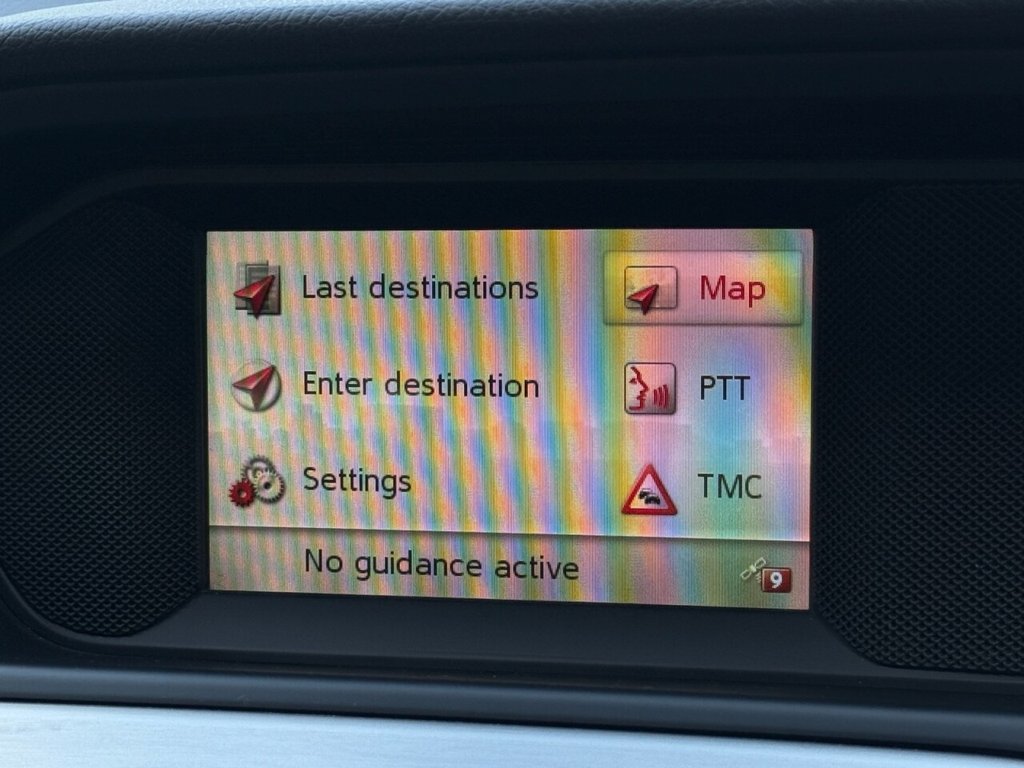 Last destinations
Map
Enter destination
PTT
Settings
TMC
No guidance active
9